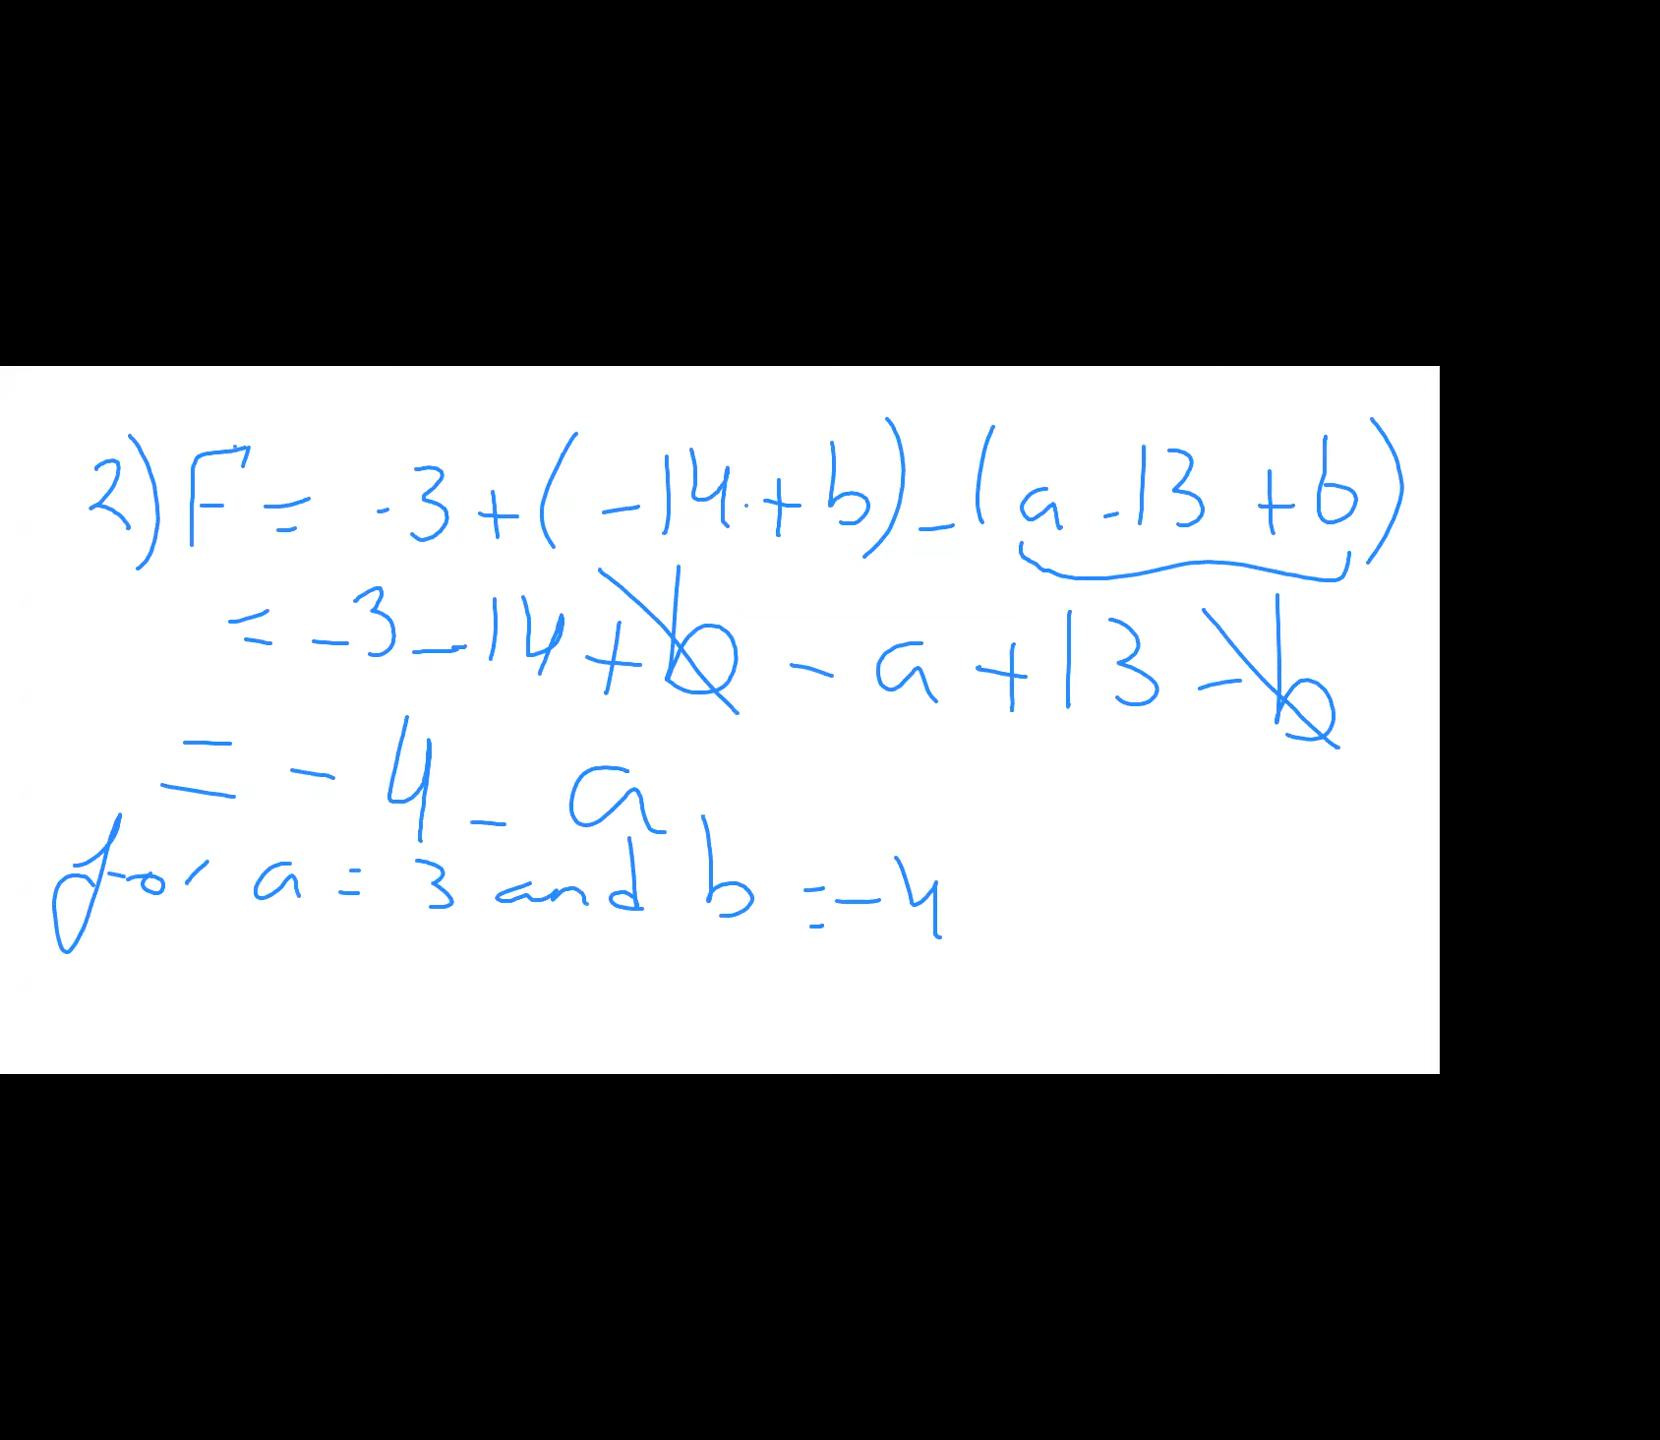 2) F = -3 + (-14 + b) - (a - 13 + b)
= -3 - 14 + b - a + 13 - b
= - 4 - a
for a = 3 and b = -4